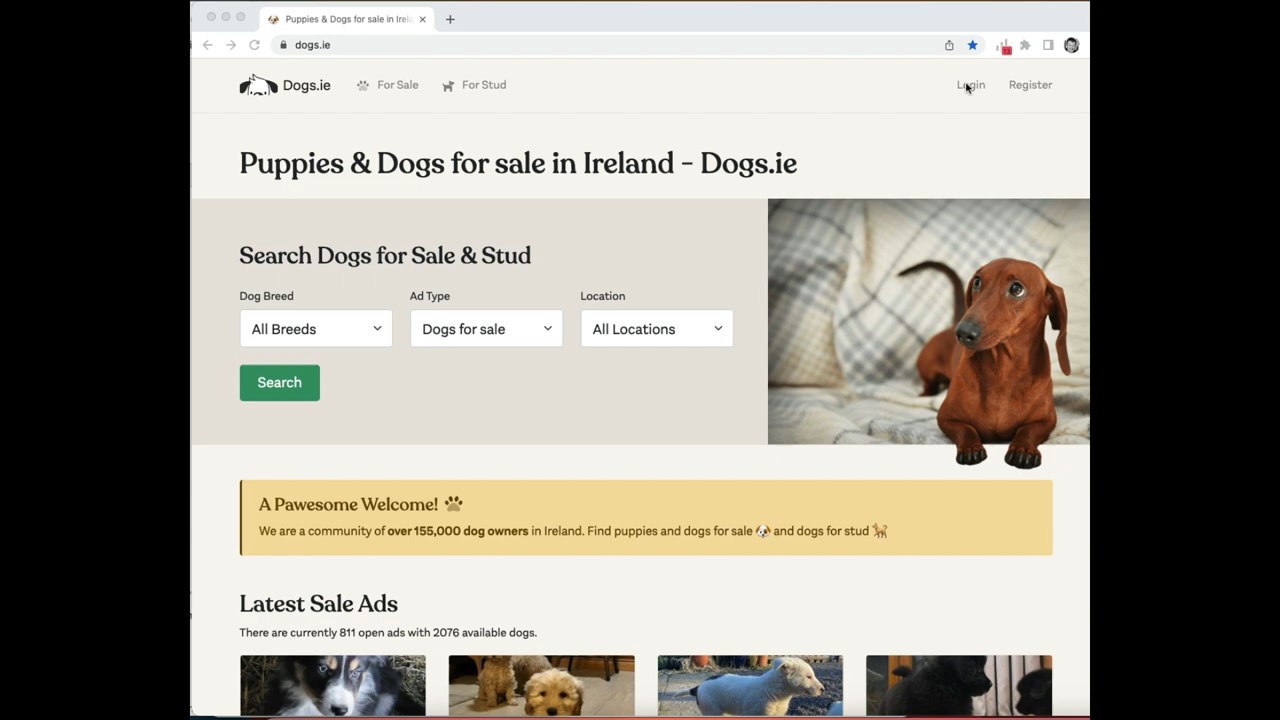 Puppies & Dogs for sale in Irel
dogs.ie
Dogs.ie
For Sale
For Stud
Login
Register
Puppies & Dogs for sale in Ireland - Dogs.ie
Search Dogs for Sale & Stud
Dog Breed
Ad Type
Location
All Breeds
Dogs for sale
All Locations
Search
A Pawesome Welcome! 🐾
We are a community of over 155,000 dog owners in Ireland. Find puppies and dogs for sale 🐶 and dogs for stud 🐕
Latest Sale Ads
There are currently 811 open ads with 2076 available dogs.